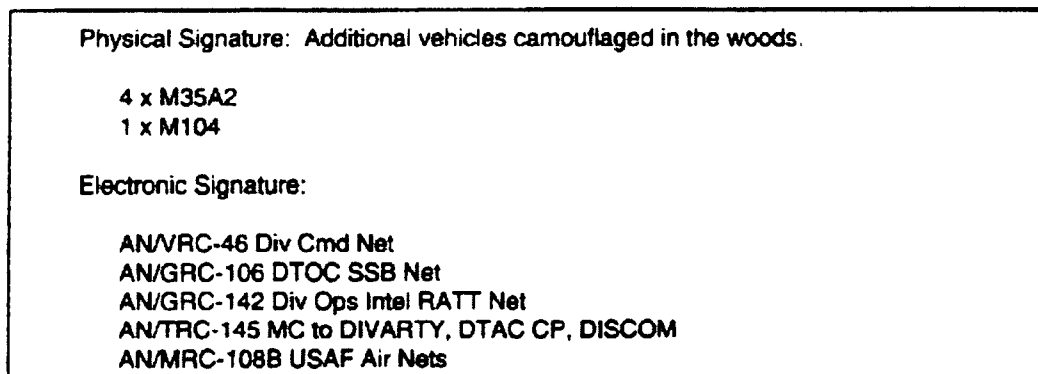 Physical Signature: Additional vehicles camouflaged in the woods.
4 x M35A2
1 x M104
Electronic Signature:
AN/VRC-46 Div Cmd Net
AN/GRC-106 DTOC SSB Net
AN/GRC-142 Div Ops Intel RATT Net
AN/TRC-145 MC to DIVARTY, DTAC CP, DISCOM
AN/MRC-108B USAF Air Nets